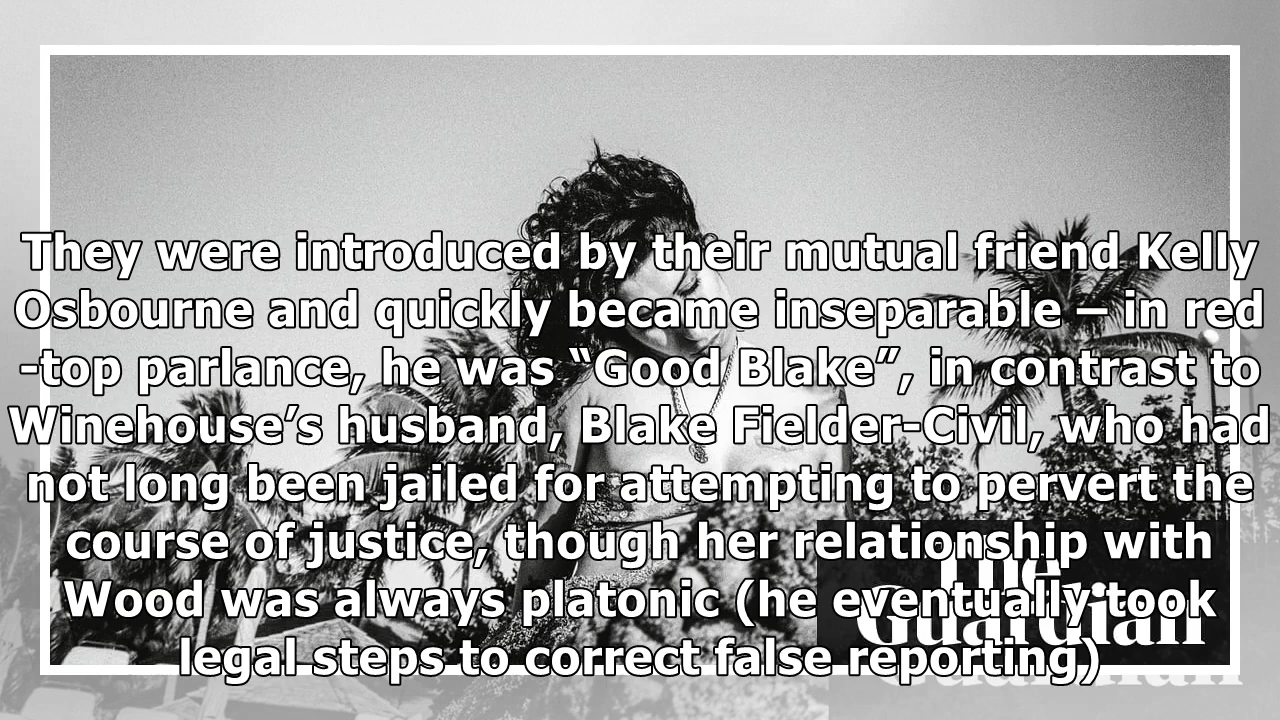 They were introduced by their mutual friend Kelly
Osbourne and quickly became inseparable – in red
-top parlance, he was “Good Blake”, in contrast to
Winehouse’s husband, Blake Fielder-Civil, who had
not long been jailed for attempting to pervert the
course of justice, though her relationship with
Wood was always platonic (he eventually took
legal steps to correct false reporting)
The
Guardian